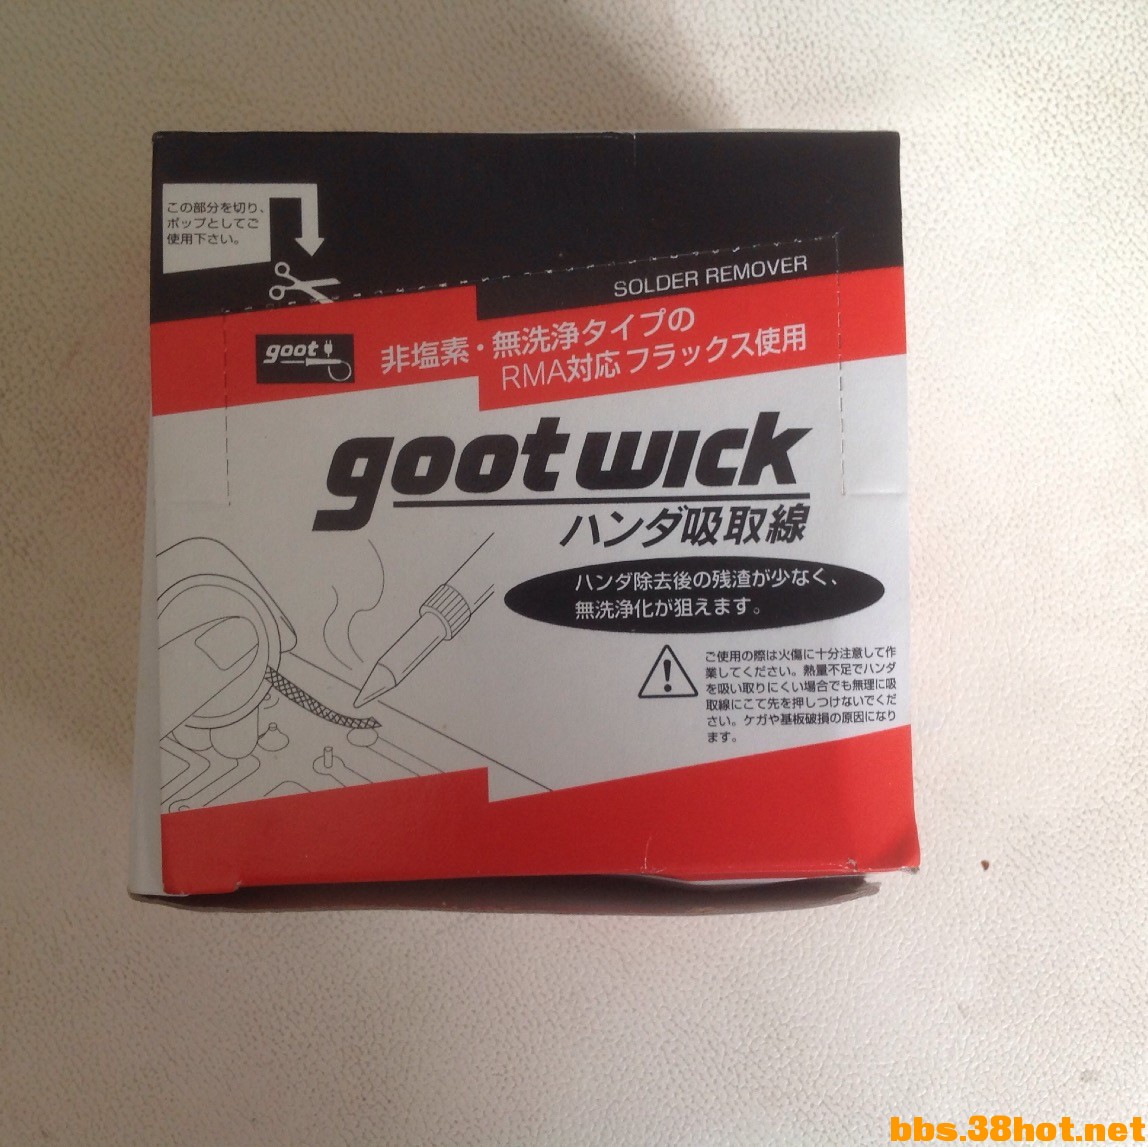 この部分を切り、
ポップとしてご
使用下さい。
SOLDER REMOVER
goot
非塩素・無洗浄タイプの
RMA対応フラックス使用
goot wick
ハンダ吸取線
ハンダ除去後の残渣が少なく、
無洗浄化が狙えます。
ご使用の際は火傷に十分注意して作
業してください。熱量不足でハンダ
を吸い取りにくい場合でも無理に吸
取線にこて先を押しつけないでくだ
さい。ケガや基板破損の原因になり
ます。
bbs.38hot.net